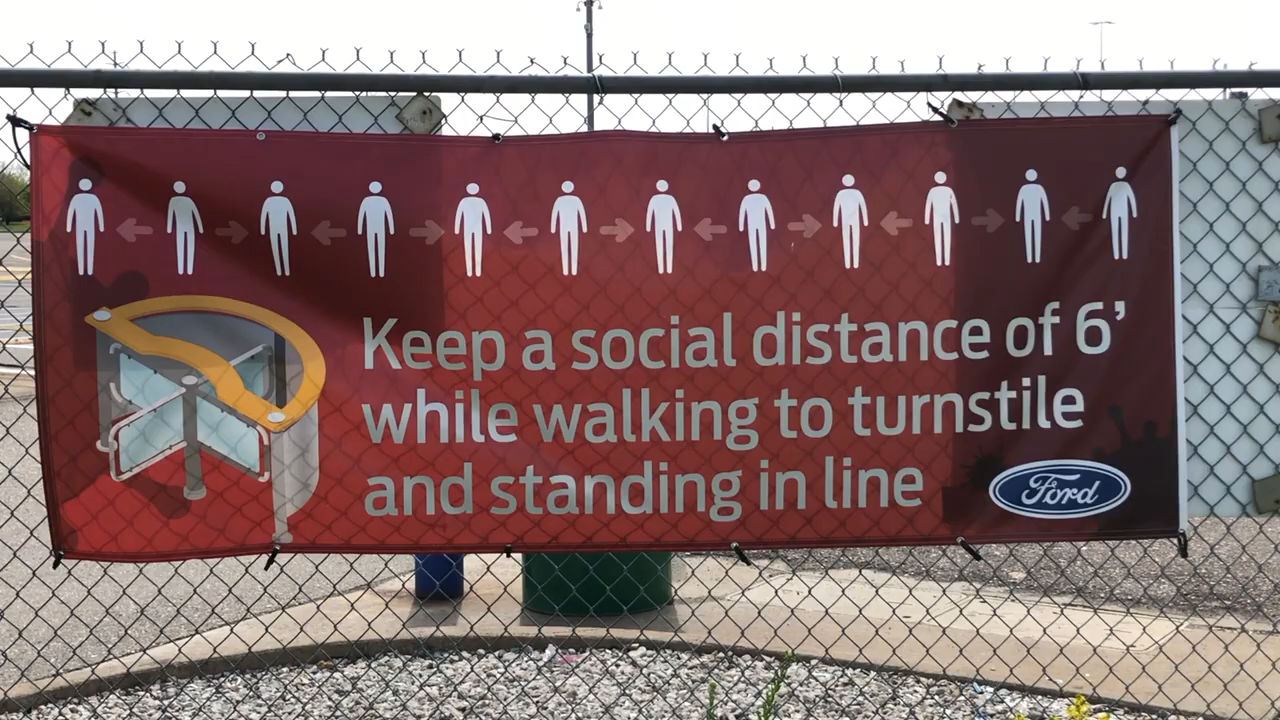 Keep a social distance of 6’
while walking to turnstile
and standing in line
Ford